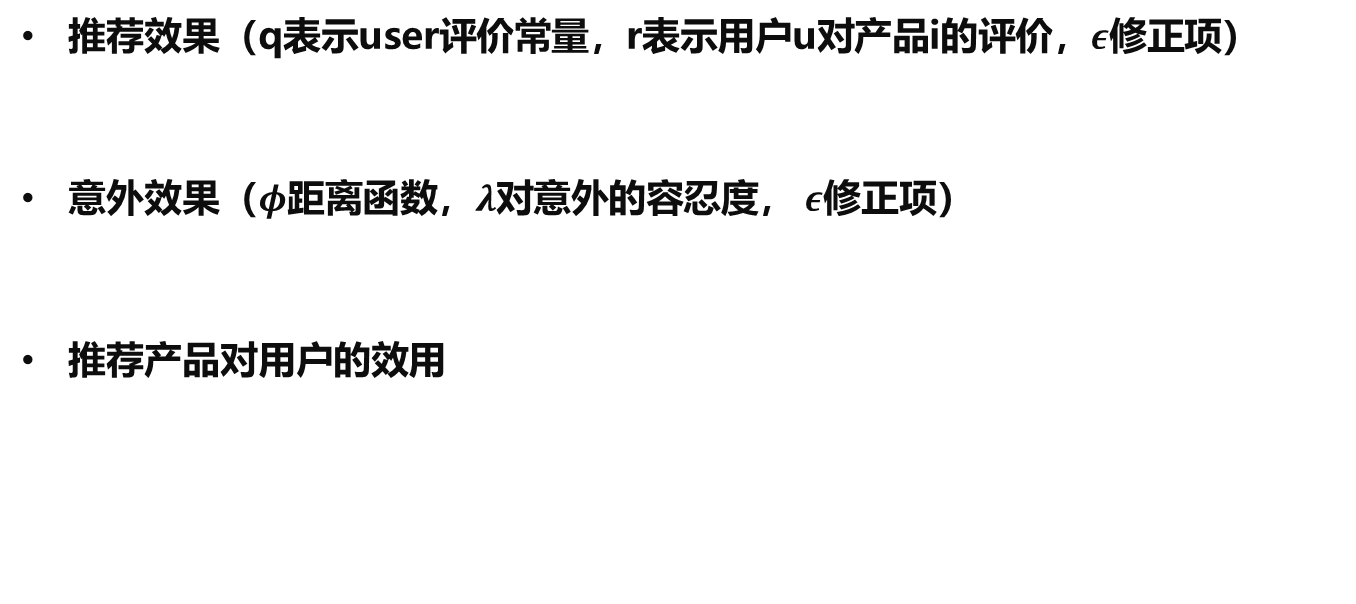 • 推荐效果（q表示user评价常量，r表示用户u对产品i的评价，ϵ修正项）
• 意外效果（ϕ距离函数，λ对意外的容忍度， ϵ修正项）
• 推荐产品对用户的效用